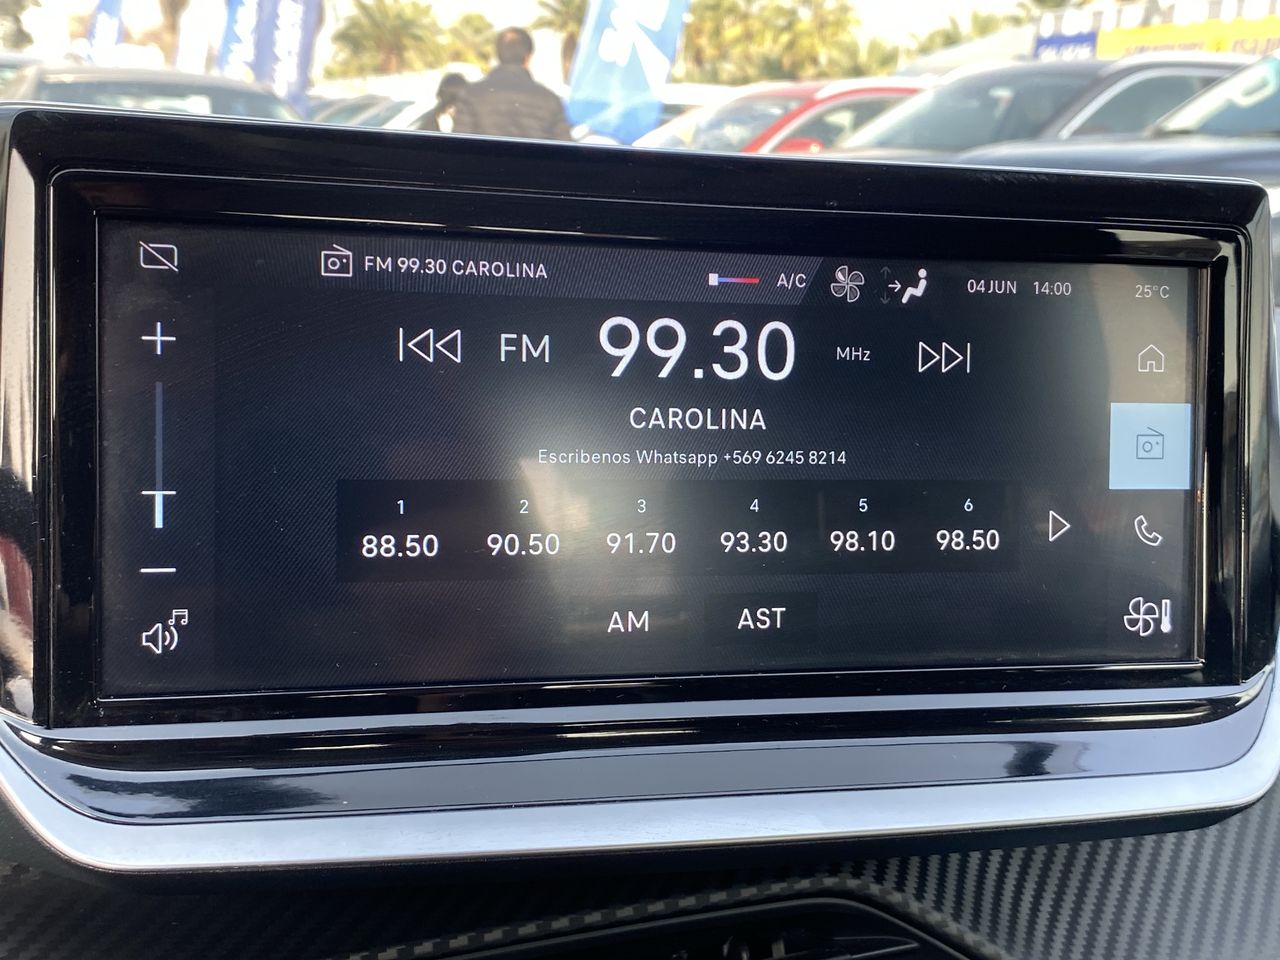 FM 99.30 CAROLINA
A/C
04 JUN 14:00
25°C
FM 99.30 MHz
CAROLINA
Escribenos Whatsapp +569 6245 8214
1 2 3 4 5 6
88.50 90.50 91.70 93.30 98.10 98.50
AM AST